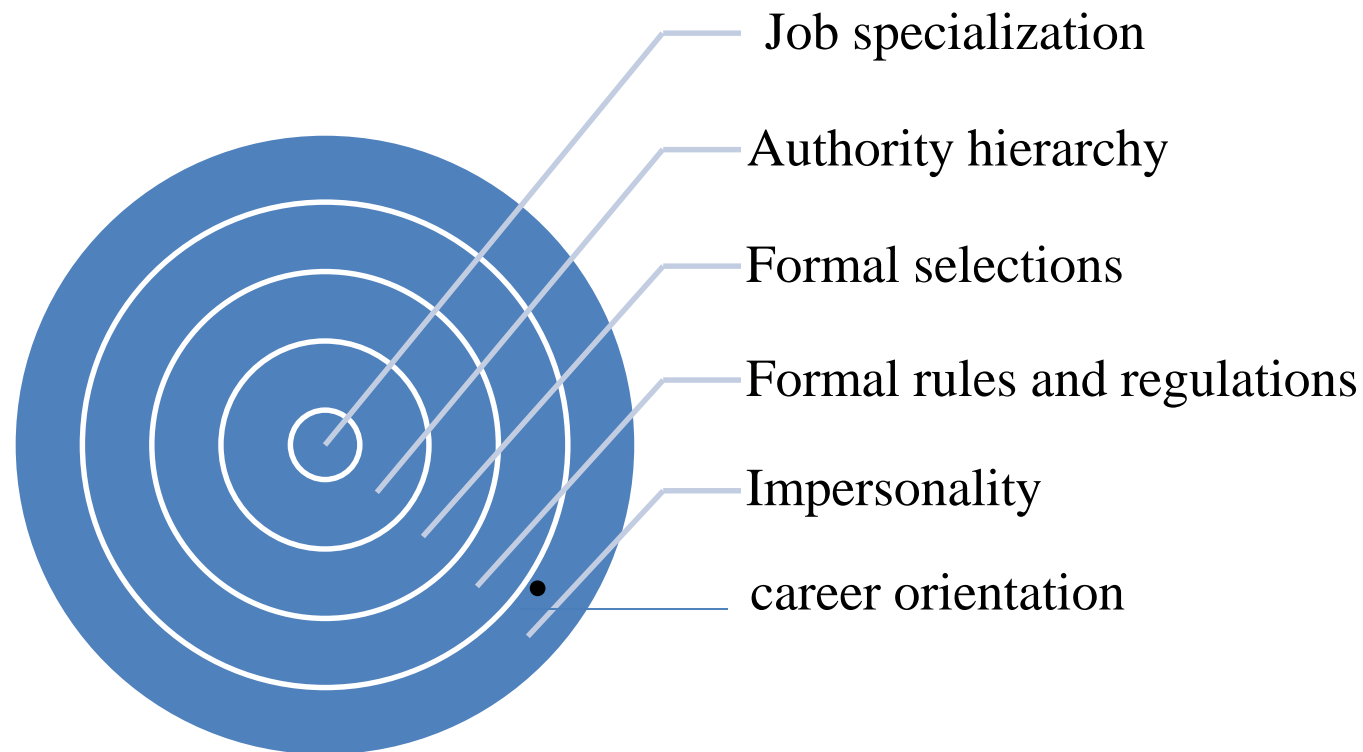 Job specialization
Authority hierarchy
Formal selections
Formal rules and regulations
Impersonality
career orientation